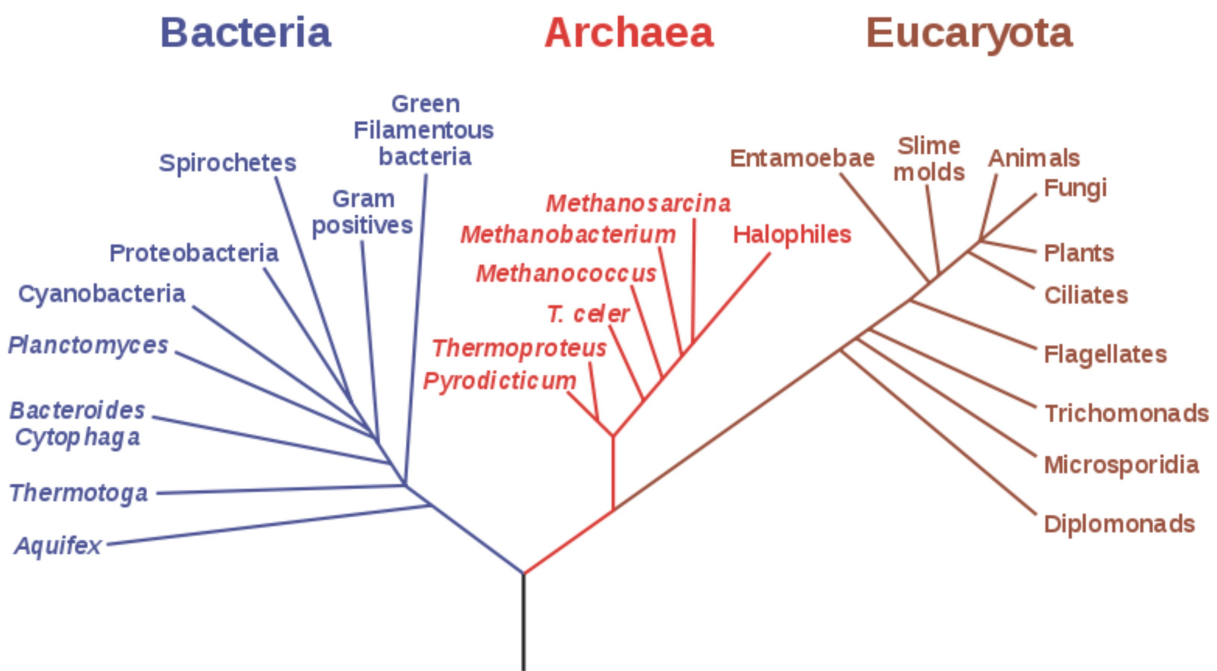 Bacteria
Archaea
Eucaryota
Green
Filamentous
bacteria
Spirochetes
Gram
positives
Proteobacteria
Cyanobacteria
Planctomyces
Bacteroides
Cytophaga
Thermotoga
Aquifex
Methanosarcina
Methanobacterium
Halophiles
Methanococcus
T. celer
Thermoproteus
Pyrodicticum
Entamoebae
Slime
molds
Animals
Fungi
Plants
Ciliates
Flagellates
Trichomonads
Microsporidia
Diplomonads